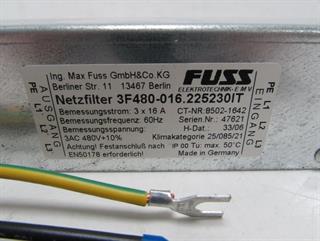 Ing. Max Fuss GmbH&Co.KG
Berliner Str. 11 13467 Berlin
FUSS
ELEKTROTECHNIK-E M V
Netzfilter 3F480-016.225230IT
Bemessungsstrom: 3 x 16 A
CT-NR:8502-1642
Bemessungsfrequenz: 60Hz
Serien.Nr.: 47621
Bemessungsspannung:
H-Dat.: 33/06
3AC 480V+10%
Klimakategorie 25/085/21
Achtung! Festanschluß nach
IP 00 Tu: max. 50°C
EN50178 erforderlich!
Made in Germany
AUSGANG
PE L1 L2 L3
EINGANG
PE L1 L2 L3